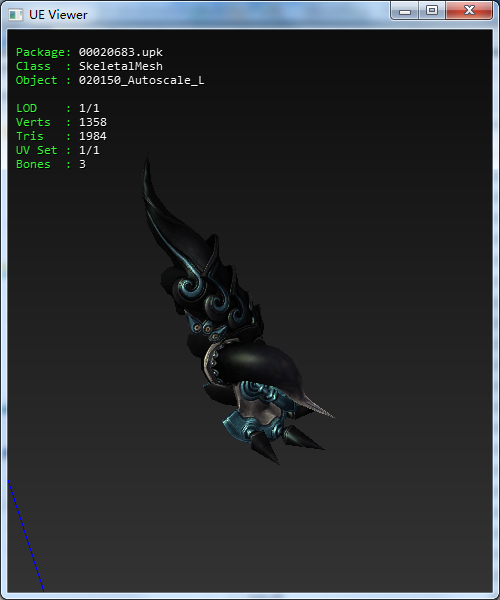 UE Viewer
Package: 00020683.upk
Class : SkeletalMesh
Object : 020150_Autoscale_L
LOD : 1/1
Verts : 1358
Tris : 1984
UV Set : 1/1
Bones : 3